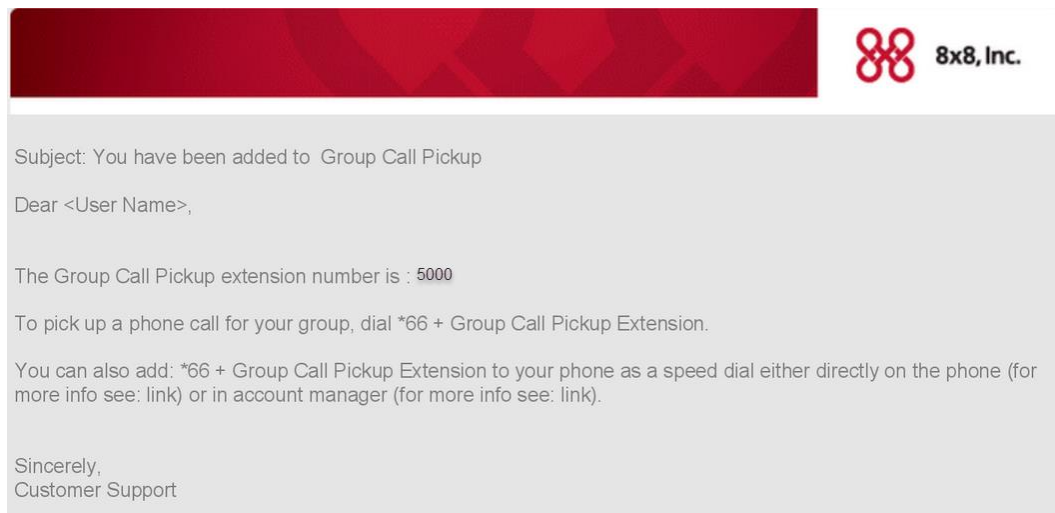 8x8, Inc.
Subject: You have been added to  Group Call Pickup
Dear <User Name>,
The Group Call Pickup extension number is : 5000
To pick up a phone call for your group, dial *66 + Group Call Pickup Extension.
You can also add: *66 + Group Call Pickup Extension to your phone as a speed dial either directly on the phone (for
more info see: link) or in account manager (for more info see: link).
Sincerely,
Customer Support